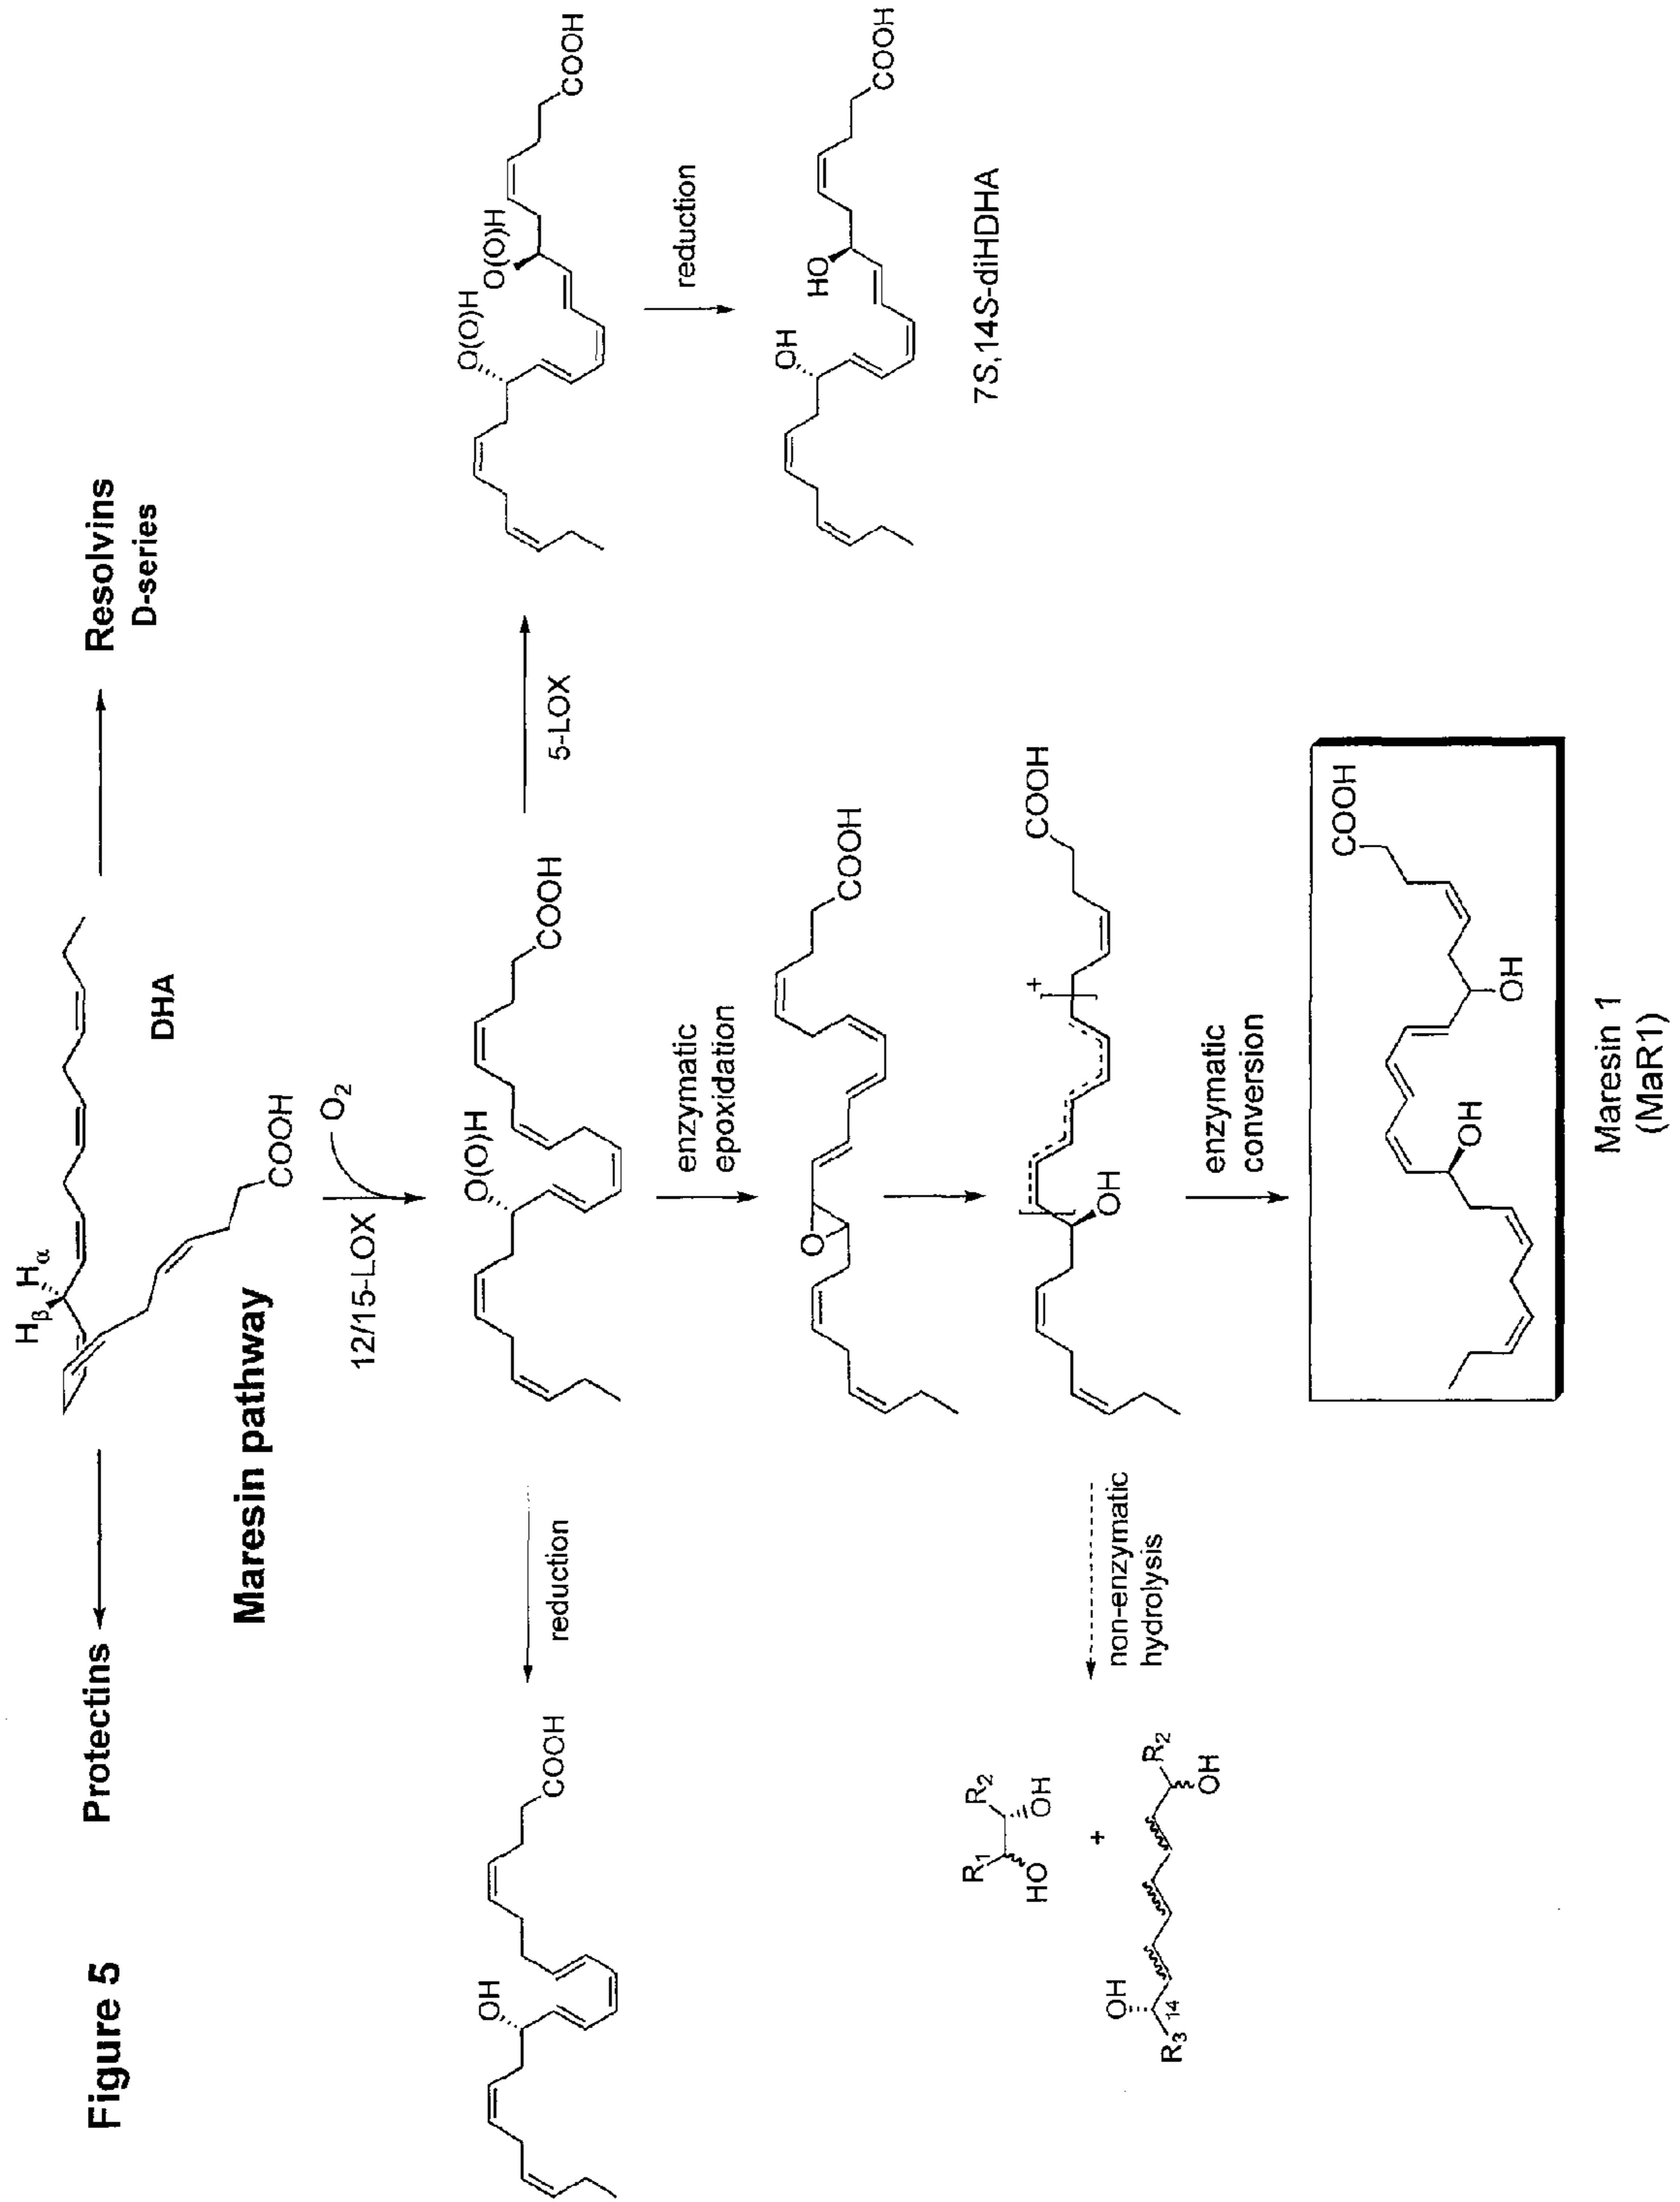 Figure 5
Protectins
DHA
Resolvins
D-series
Hβ
Hα
COOH
Maresin pathway
12/15-LOX
O2
O(O)H
COOH
reduction
OH
COOH
5-LOX
O(O)H
O(O)H
COOH
reduction
OH
HO
COOH
7S,14S-diHDHA
enzymatic
epoxidation
O
COOH
OH
+
COOH
non-enzymatic
hydrolysis
R1
R2
HO
OH
+
OH
R3
14
R2
OH
enzymatic
conversion
OH
OH
COOH
Maresin 1
(MaR1)